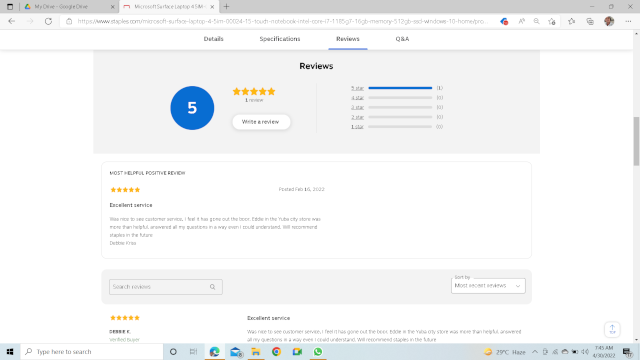 My Drive - Google Drive
Microsoft Surface Laptop 4 5IM
https://www.staples.com/microsoft-surface-laptop-4-5im-00024-15-touch-notebook-intel-core-i7-1185g7-16gb-memory-512gb-ssd-windows-10-home/pro...
Details Specifications Reviews Q&A
Reviews
5
1 review
Write a review
5 star (1)
4 star (0)
3 star (0)
2 star (0)
1 star (0)
MOST HELPFUL POSITIVE REVIEW
Posted Feb 16, 2022
Excellent service
Was nice to see customer service, I feel it has gone out the boor. Eddie in the Yuba city store was
more than helpful, answered all my questions in a way even I could understand. Will recommend
staples in the future
Debbie
Search reviews
Sort by
Most recent reviews
DEBBIE E.
Verified Buyer
Excellent service
Was nice to see customer service, I feel it has gone out the boor. Eddie in the Yuba city store was more than helpful, answered
all my questions in a way even I could understand. Will recommend staples in the future
Type here to search
29°C Haze
7:45 AM
4/30/2022